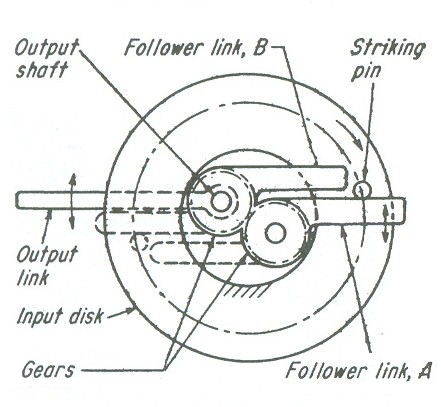 Output
shaft
Follower link, B
Striking
pin
Output
link
Input disk
Gears
Follower link, A